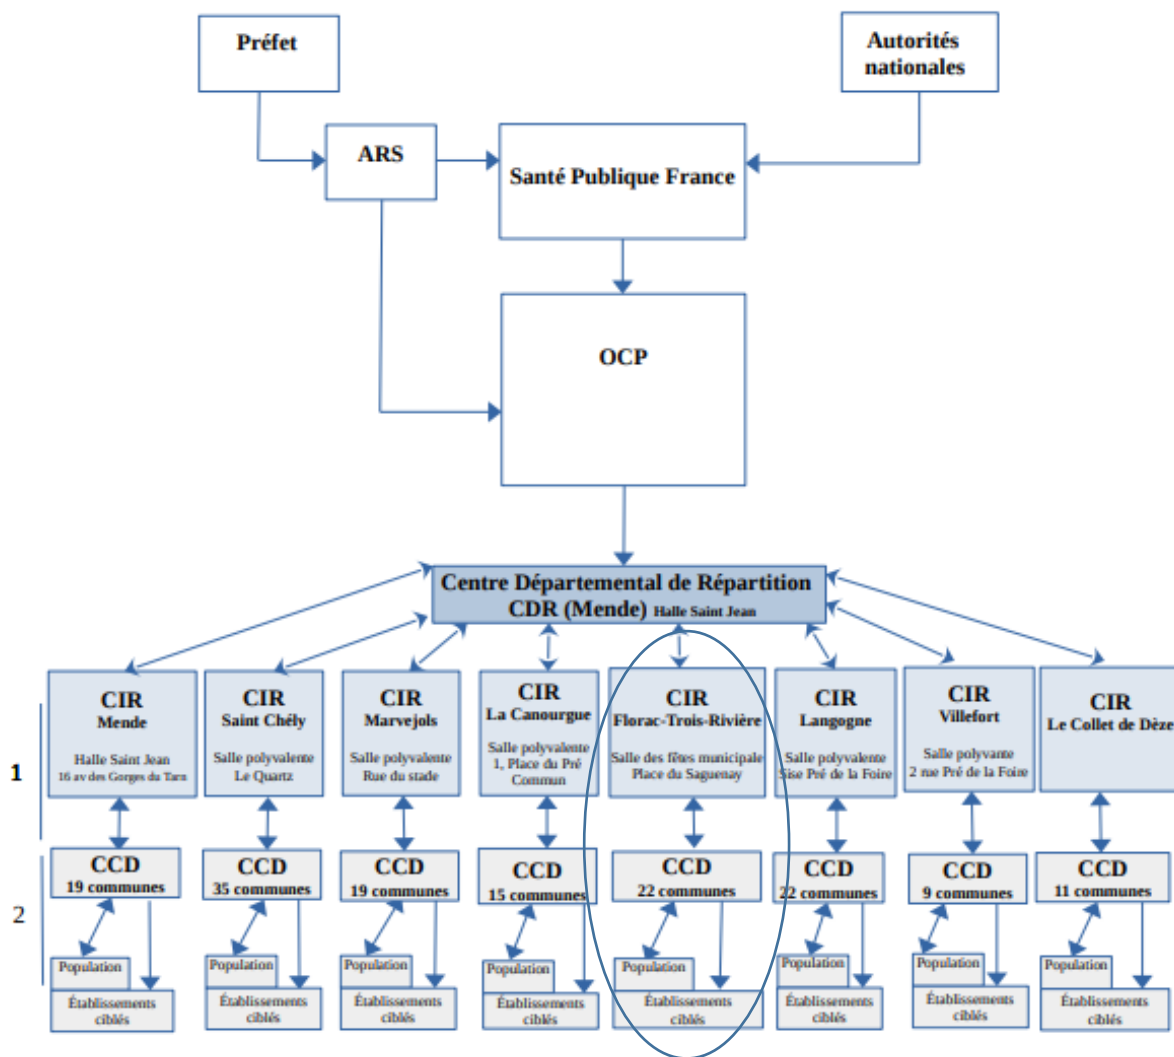 Préfet
Autorités
nationales
ARS
Santé Publique France
OCP
Centre Départemental de Répartition
CDR (Mende) Halle Saint Jean
1
CIR
Mende
Halle Saint Jean
16 av des Gorges du Tarn
CIR
Saint Chély
Salle polyvalente
Le Quartz
CIR
Marvejols
Salle polyvalente
Rue du stade
CIR
La Canourgue
Salle polyvalente
1, Place du Pré
Commun
CIR
Florac-Trois-Rivière
Salle des fêtes municipale
Place du Saguenay
CIR
Langogne
Salle polyvalente
Sise Pré de la Foire
CIR
Villefort
Salle polyvante
2 rue Pré de la Foire
CIR
Le Collet de Dèze
2
CCD
19 communes
CCD
35 communes
CCD
19 communes
CCD
15 communes
CCD
22 communes
CCD
22 communes
CCD
9 communes
CCD
11 communes
Population
Établissements
ciblés
Population
Établissements
ciblés
Population
Établissements
ciblés
Population
Établissements
ciblés
Population
Établissements
ciblés
Population
Établissements
ciblés
Population
Établissements
ciblés
Population
Établissements
ciblés